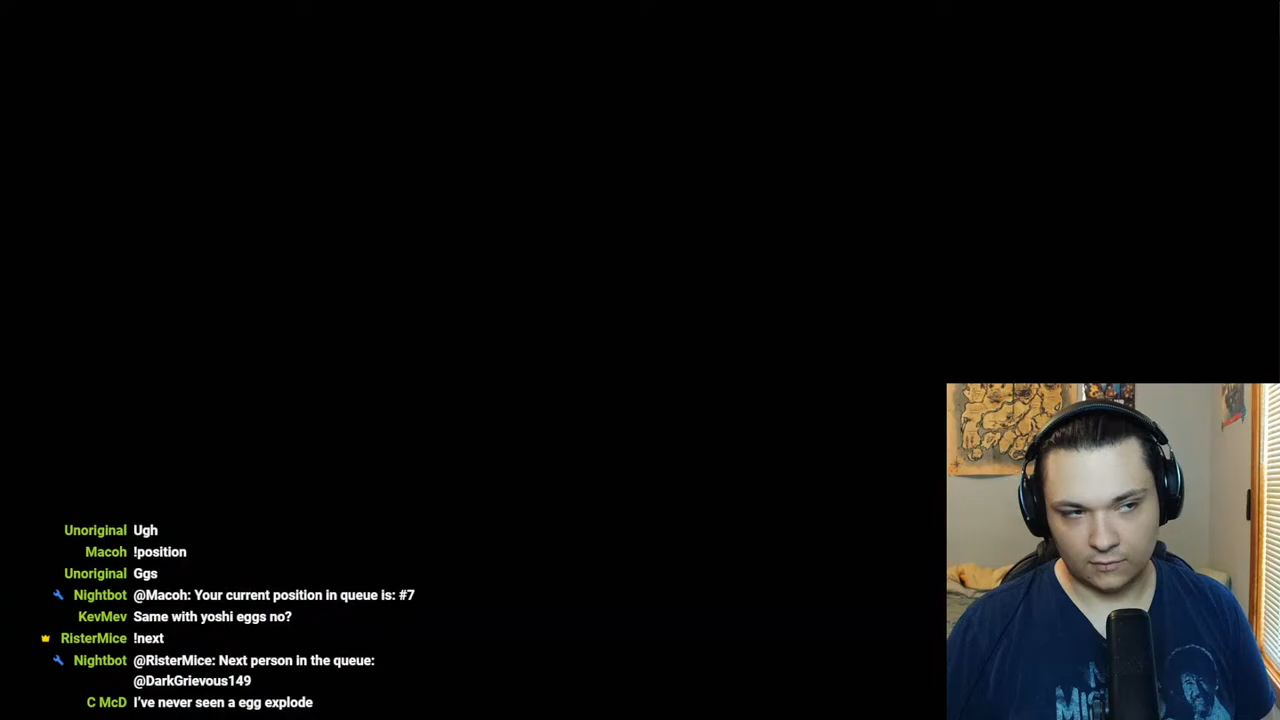 Unoriginal Ugh
Macoh !position
Unoriginal Ggs
Nightbot @Macoh: Your current position in queue is: #7
KevMev Same with yoshi eggs no?
RisterMice !next
Nightbot @RisterMice: Next person in the queue:
@DarkGrievous149
C McD I’ve never seen a egg explode